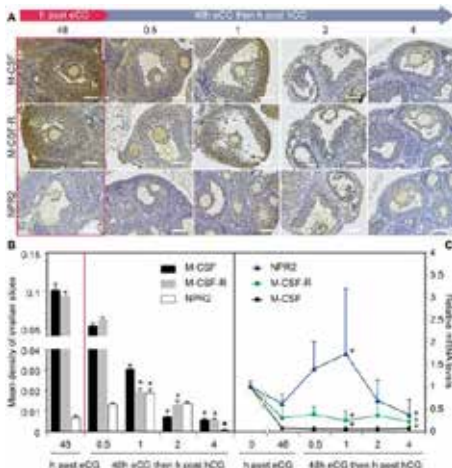 A
h post eCG
48h eCG then h post hCG
48
0.5
1
2
4
M-CSF
M-CSF-R
NPR2
B
C
0.15
0.1
0.05
0.04
0.03
0.02
0.01
0
Mean density of ovarian slices
M-CSF
M-CSF-R
NPR2
48
0.5
1
2
4
h post eCG
48h eCG then h post hCG
NPR2
M-CSF-R
M-CSF
4
3.5
3
2.5
2
1.5
1
0.5
0
Relative mRNA levels
0
48
0.5
1
2
4
h post eCG
48h eCG then h post hCG